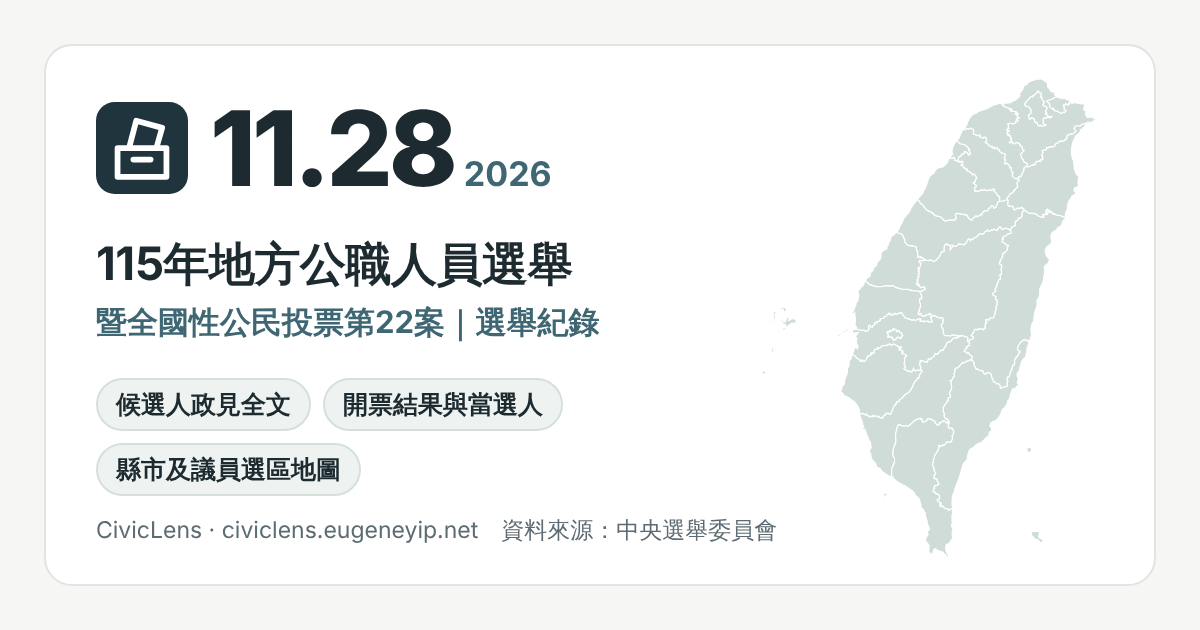 11.28 2026
115年地方公職人員選舉
暨全國性公民投票第22案｜選舉紀錄
候選人政見全文 開票結果與當選人
縣市及議員選區地圖
CivicLens · civiclens.eugeneyip.net 資料來源：中央選舉委員會